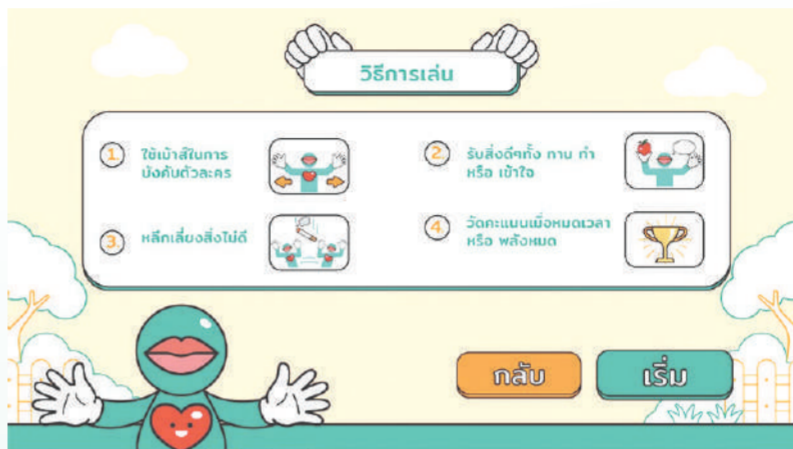 วิธีการเล่น
1. ใช้เม้าส์ในการ
บังคับตัวละคร
2. รับสิ่งดีๆทั้ง ทาน ทำ
หรือ เข้าใจ
3. หลีกเลี่ยงสิ่งไม่ดี
4. วัดคะแนนเมื่อหมดเวลา
หรือ พลังหมด
กลับ
เริ่ม